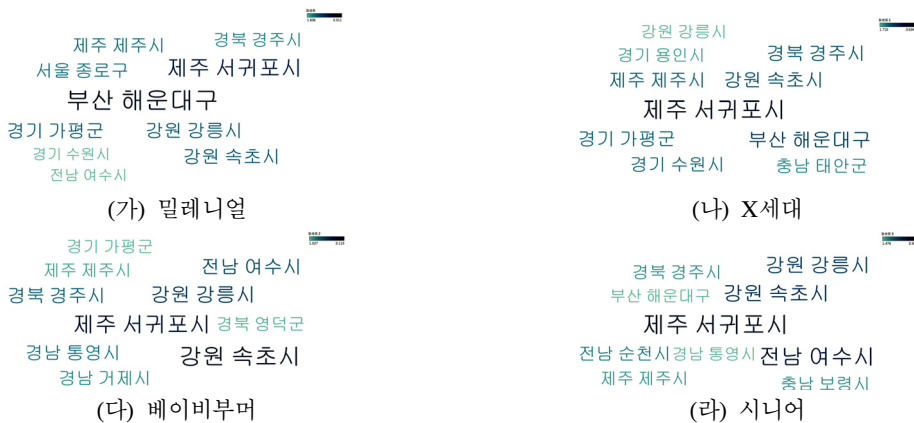 제주 제주시
경북 경주시
서울 종로구
제주 서귀포시
부산 해운대구
경기 가평군
강원 강릉시
경기 수원시
강원 속초시
전남 여수시
(가) 밀레니얼
강원 강릉시
경기 용인시
경북 경주시
제주 제주시
강원 속초시
제주 서귀포시
경기 가평군
부산 해운대구
경기 수원시
충남 태안군
(나) X세대
경기 가평군
제주 제주시
전남 여수시
경북 경주시
강원 강릉시
제주 서귀포시
경북 영덕군
경남 통영시
강원 속초시
경남 거제시
(다) 베이비부머
경북 경주시
강원 강릉시
부산 해운대구
강원 속초시
제주 서귀포시
전남 순천시
경남 통영시
전남 여수시
제주 제주시
충남 보령시
(라) 시니어